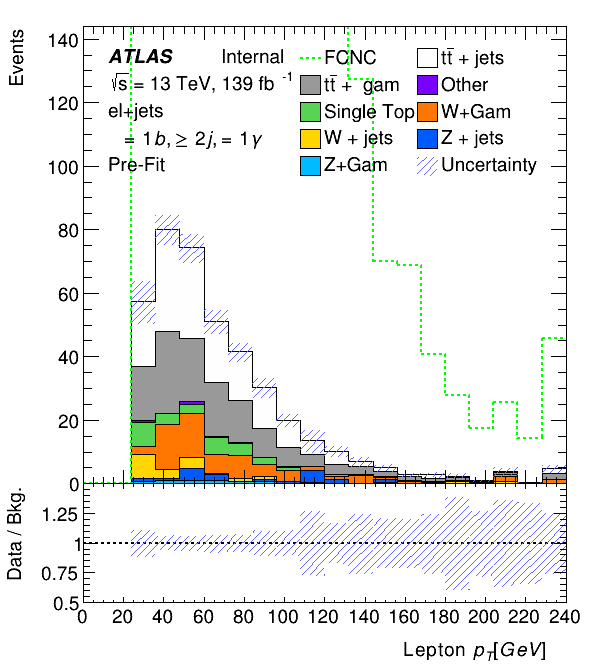 Events
ATLAS Internal
√s = 13 TeV, 139 fb⁻¹
el+jets
= 1b, ≥ 2j, = 1γ
Pre-Fit
FCNC
tt̄ + jets
tt̄ + gam
Other
Single Top
W+Gam
W + jets
Z + jets
Z+Gam
Uncertainty
140
120
100
80
60
40
20
0
Data / Bkg.
1.25
1
0.75
0.5
0 20 40 60 80 100 120 140 160 180 200 220 240
Lepton p_T[GeV]